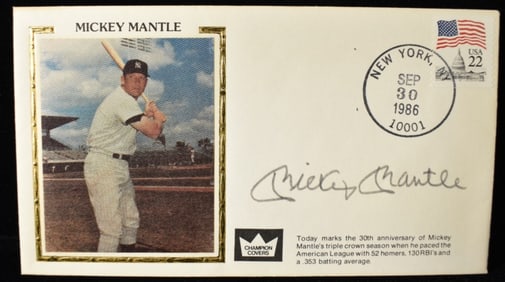 MICKEY MANTLE
NEW YORK, NY
SEP
30
1986
10001
USA
22
Mickey Mantle
CHAMPION
COVERS
Today marks the 30th anniversary of Mickey
Mantle's triple crown season when he paced the
American League with 52 homers, 130RBI's and
a .353 batting average.